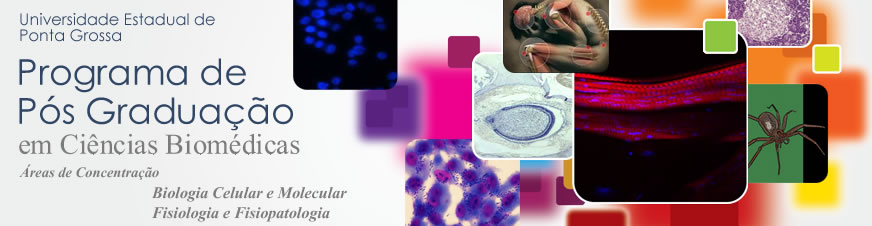 Universidade Estadual de
Ponta Grossa
Programa de
Pós Graduação
em Ciências Biomédicas
Áreas de Concentração
Biologia Celular e Molecular
Fisiologia e Fisiopatologia